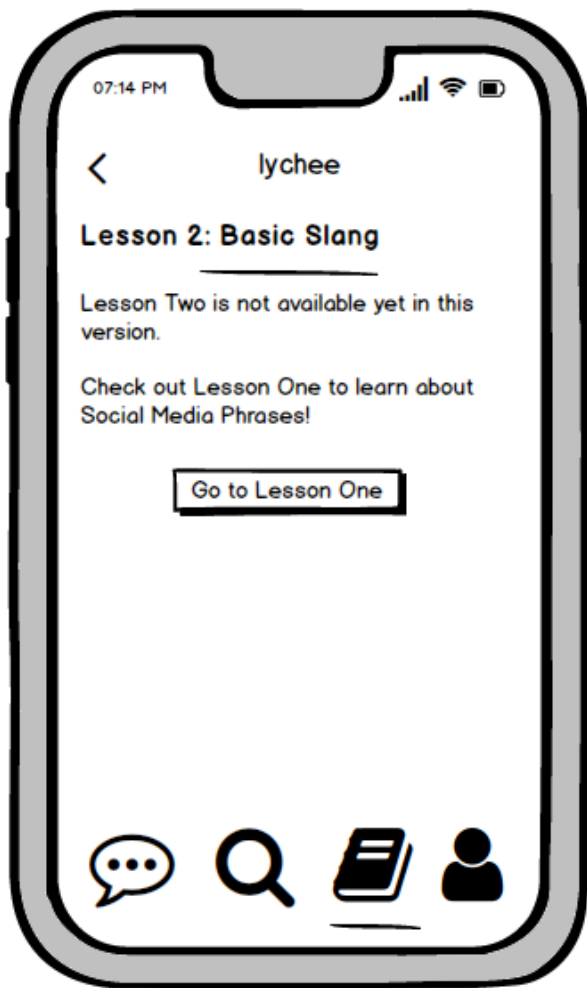 07:14 PM
lychee
Lesson 2: Basic Slang
Lesson Two is not available yet in this
version.
Check out Lesson One to learn about
Social Media Phrases!
Go to Lesson One